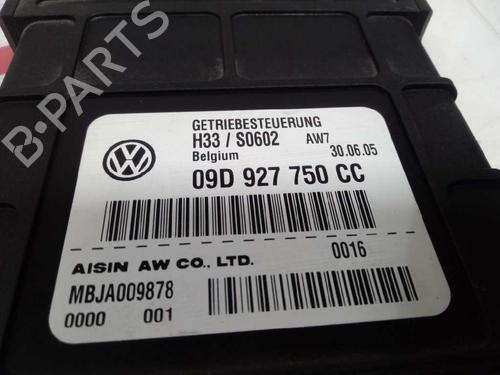 B-PARTS
GETRIEBESTEUERUNG
H33 / S0602 AW7
Belgium 30.06.05
09D 927 750 CC
AISIN AW CO., LTD. 0016
MBJA009878
0000 001